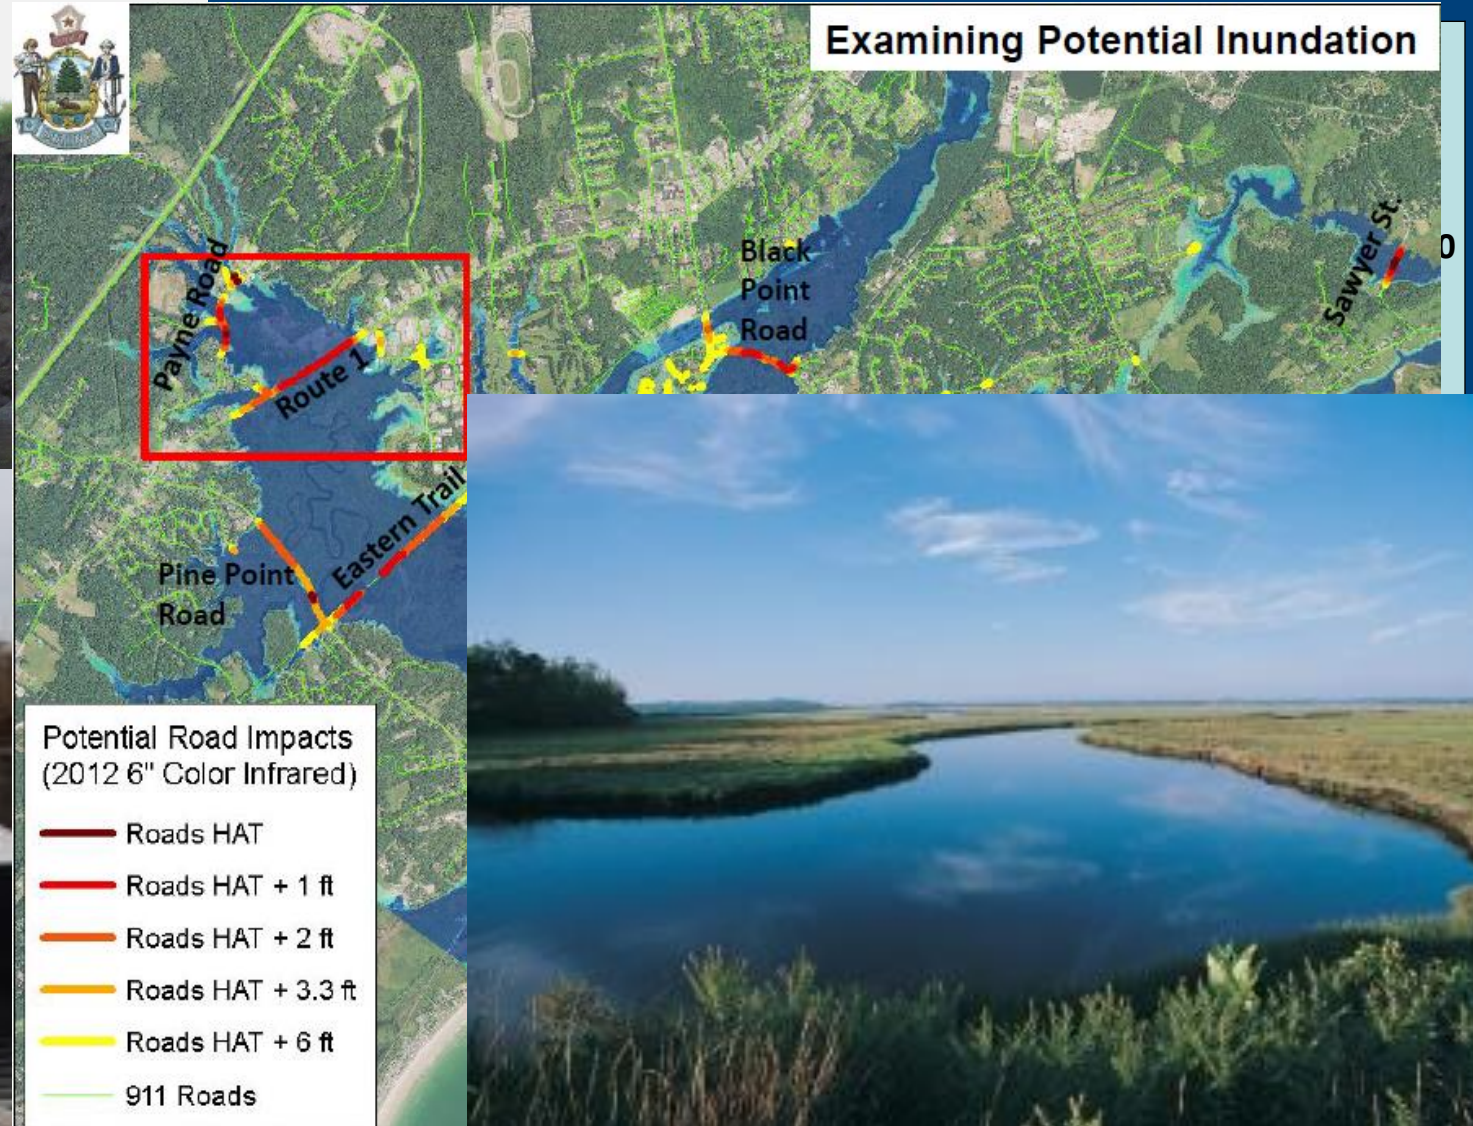 Examining Potential Inundation
Payne Road
Route 1
Black
Point
Road
Sawyer St.
0
Eastern Trail
Pine Point
Road
Potential Road Impacts
(2012 6" Color Infrared)
Roads HAT
Roads HAT + 1 ft
Roads HAT + 2 ft
Roads HAT + 3.3 ft
Roads HAT + 6 ft
911 Roads